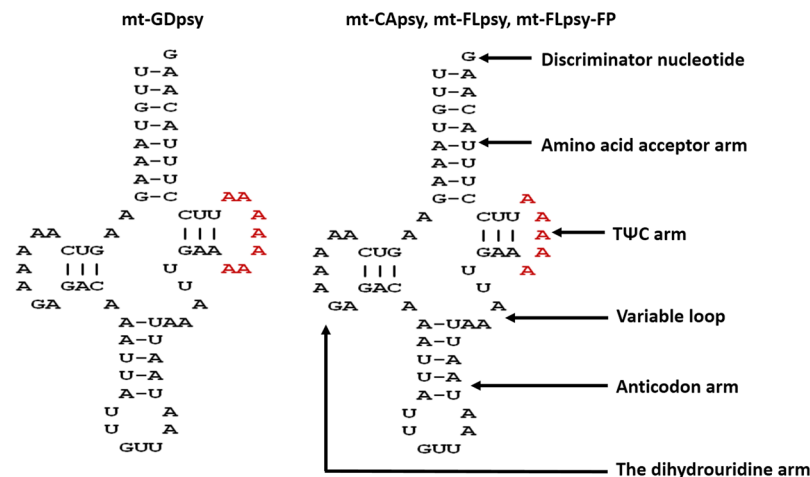 mt-GDpsy
mt-CApsy, mt-FLpsy, mt-FLpsy-FP
G
U–A
U–A
G–C
U–A
A–U
A–U
A–U
G–C
AA
A
CUU
A
AA
A
A
A
CUG
GAA
A
A
U
AA
A
GAC
U
GA
A
A
A–UAA
A–U
U–A
U–A
A–U
U
A
U
A
GUU
G
Discriminator nucleotide
U–A
U–A
G–C
U–A
Amino acid acceptor arm
A–U
A–U
A–U
G–C
A
A
CUU
A
AA
A
A
TΨC arm
A
CUG
GAA
A
A
U
A
A
GAC
U
GA
A
A
Variable loop
A–UAA
A–U
U–A
U–A
Anticodon arm
A–U
U
A
U
A
GUU
The dihydrouridine arm